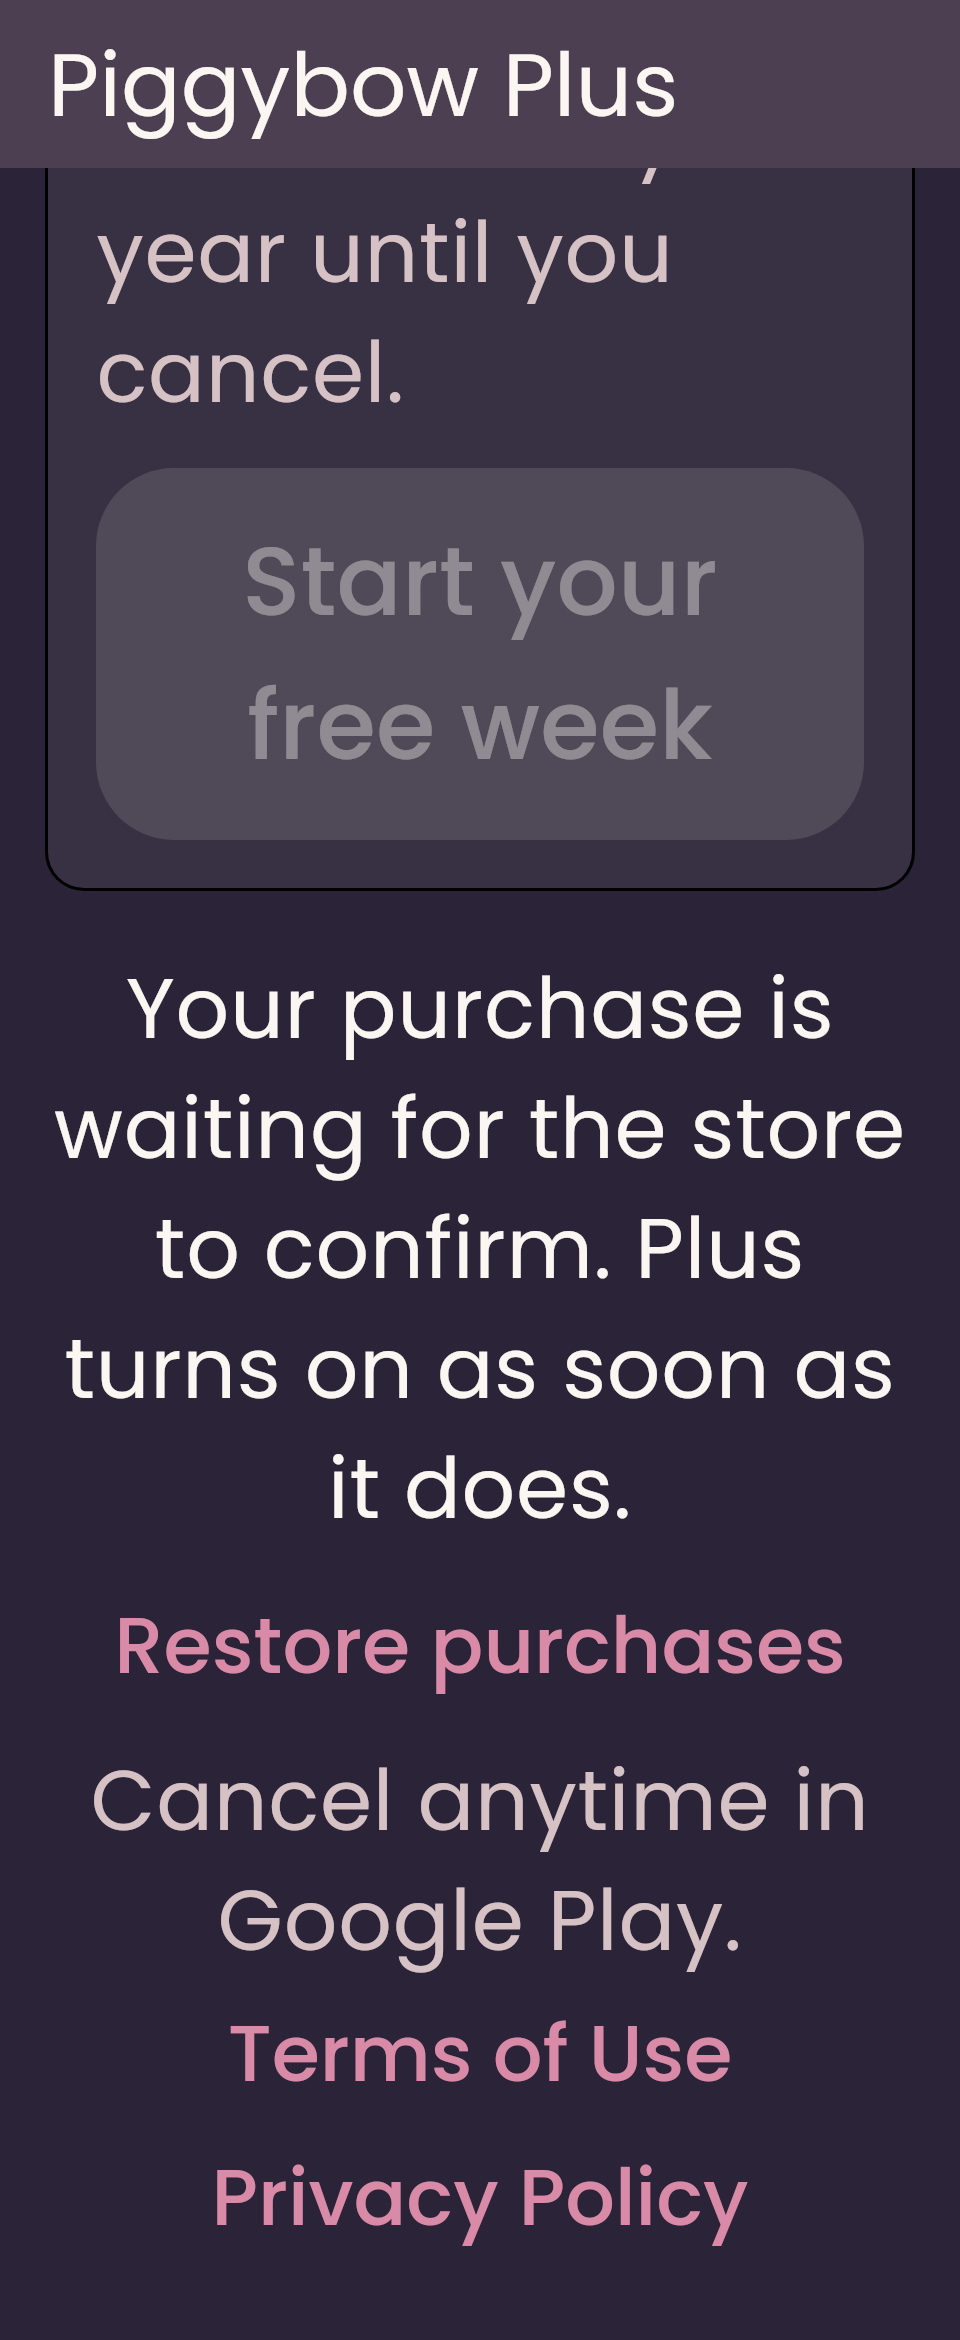 Piggybow Plus
year until you
cancel.
Start your
free week
Your purchase is
waiting for the store
to confirm. Plus
turns on as soon as
it does.
Restore purchases
Cancel anytime in
Google Play.
Terms of Use
Privacy Policy